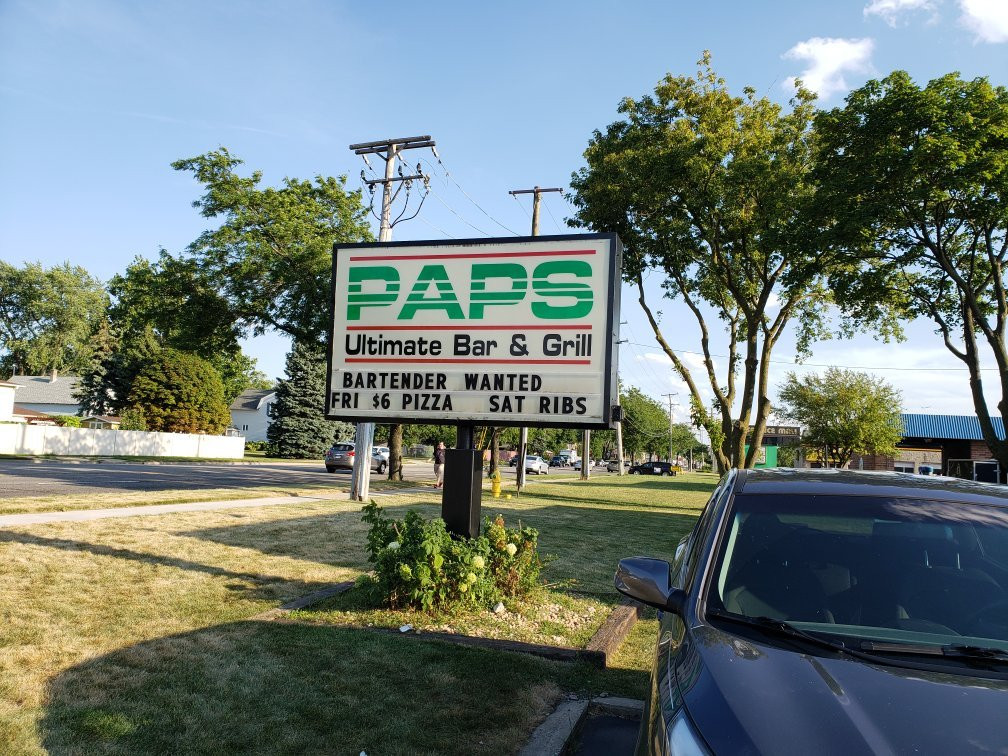 PAPS
Ultimate Bar & Grill
BARTENDER WANTED
FRI $6 PIZZA SAT RIBS